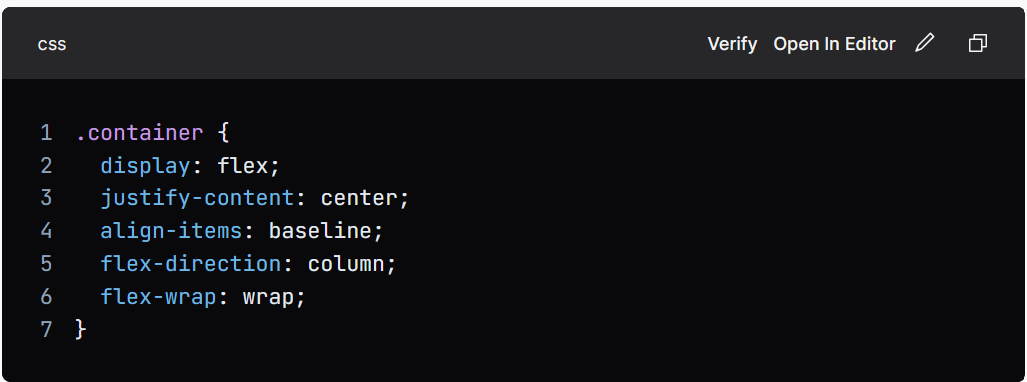 css Verify Open In Editor
1 .container {
2   display: flex;
3   justify-content: center;
4   align-items: baseline;
5   flex-direction: column;
6   flex-wrap: wrap;
7 }